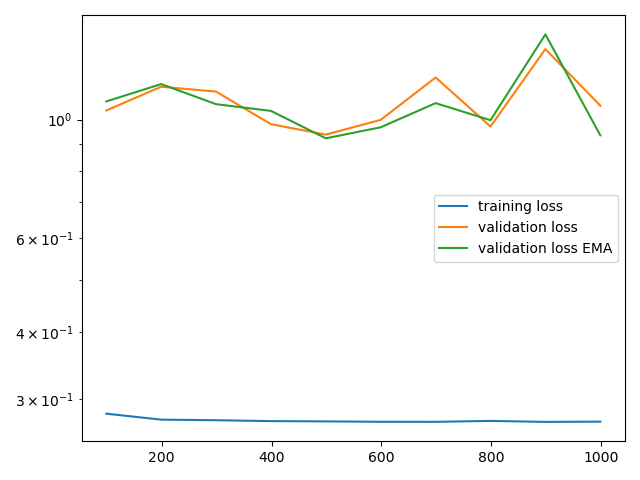 10⁰
6 × 10⁻¹
4 × 10⁻¹
3 × 10⁻¹
training loss
validation loss
validation loss EMA
200 400 600 800 1000